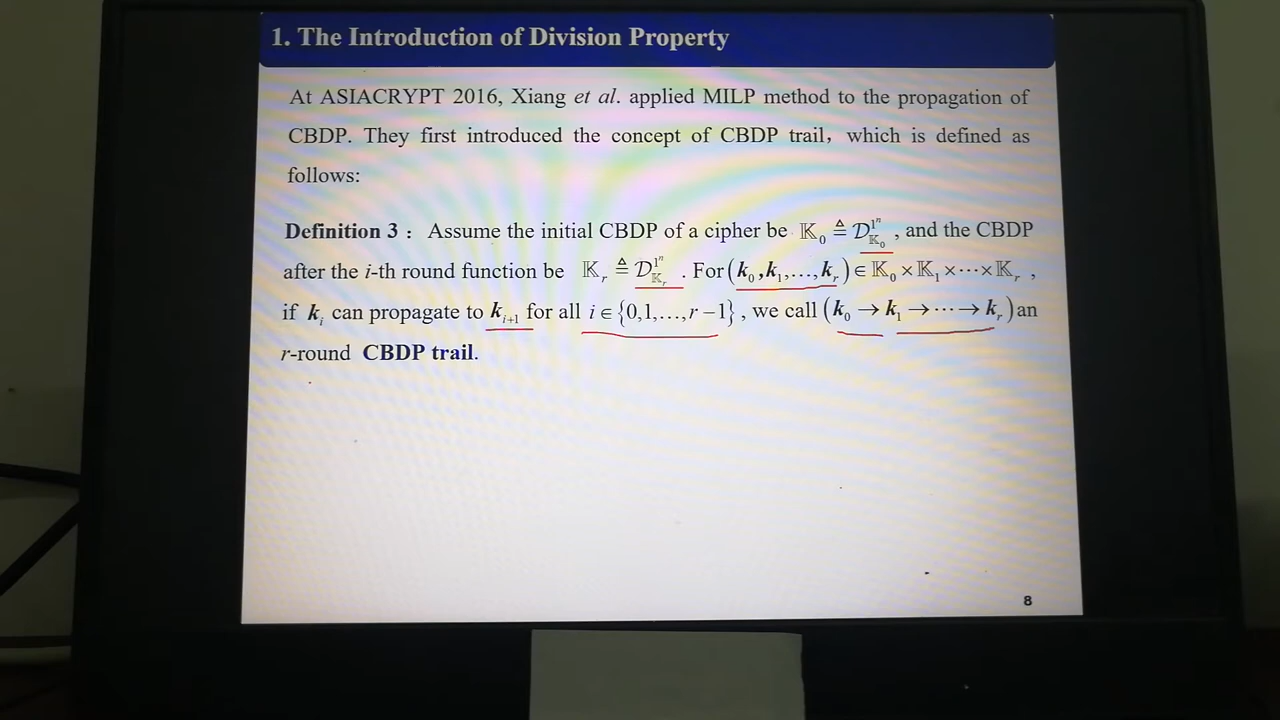 1. The Introduction of Division Property
At ASIACRYPT 2016, Xiang et al. applied MILP method to the propagation of
CBDP. They first introduced the concept of CBDP trail, which is defined as
follows:
Definition 3 : Assume the initial CBDP of a cipher be 𝕂₀ ≜ 𝒟^{1ⁿ}_{𝕂₀} , and the CBDP
after the i-th round function be 𝕂ᵣ ≜ 𝒟^{1ⁿ}_{𝕂ᵣ} . For (k₀,k₁,…,kᵣ) ∈ 𝕂₀ × 𝕂₁ × ⋯ × 𝕂ᵣ ,
if kᵢ can propagate to kᵢ₊₁ for all i ∈ {0,1,…,r −1} , we call (k₀ → k₁ → ⋯ → kᵣ) an
r-round CBDP trail.
8